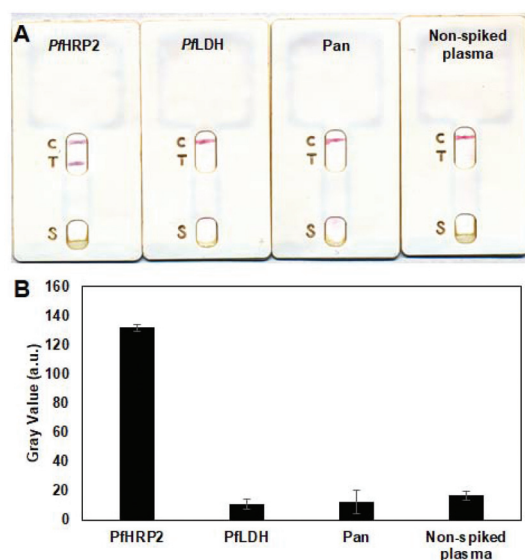 A
PfHRP2
PfLDH
Pan
Non-spiked
plasma
C
T
S
C
T
S
C
T
S
C
T
S
B
160
140
120
100
80
60
40
20
0
Gray Value (a.u.)
PfHRP2
PfLDH
Pan
Non-spiked
plasma